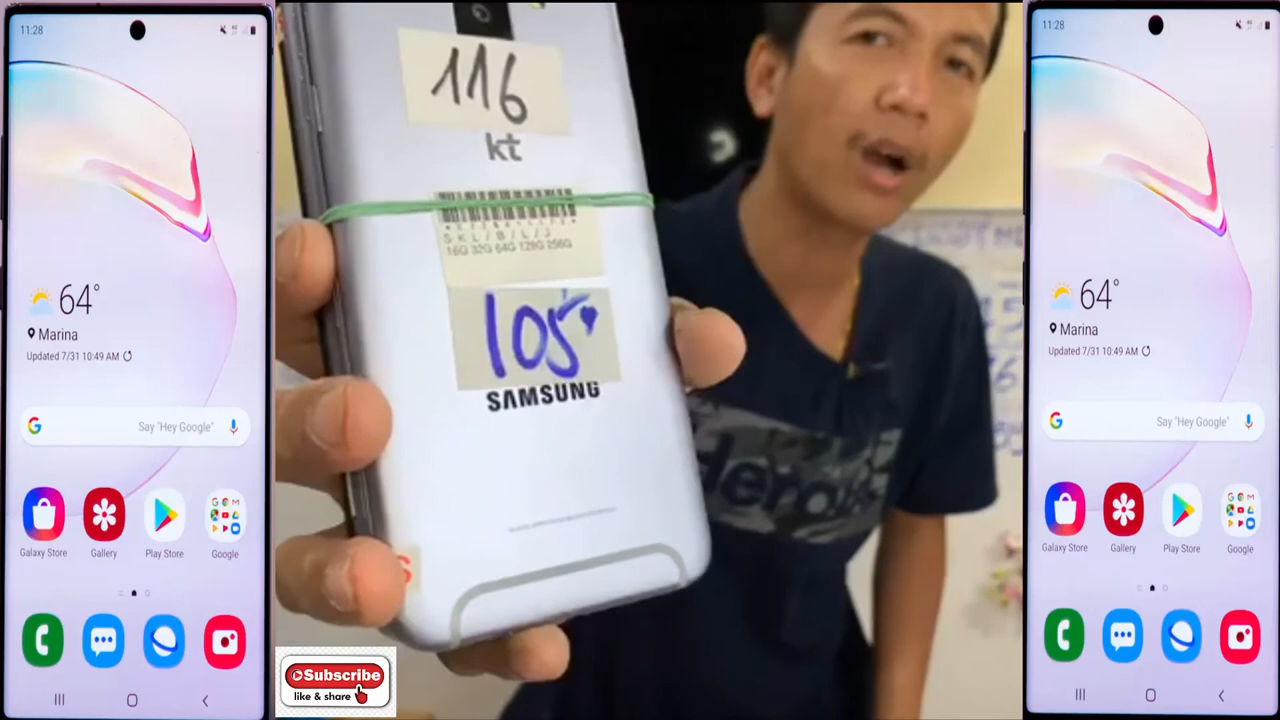 11:28
64°
Marina
Updated 7/31 10:49 AM
Say "Hey Google"
Galaxy Store
Gallery
Play Store
Google
116
kt
SKL/B/L/J
16G 32G 64G 128G 256G
105
SAMSUNG
Subscribe
like & share
11:28
64°
Marina
Updated 7/31 10:49 AM
Say "Hey Google"
Galaxy Store
Gallery
Play Store
Google